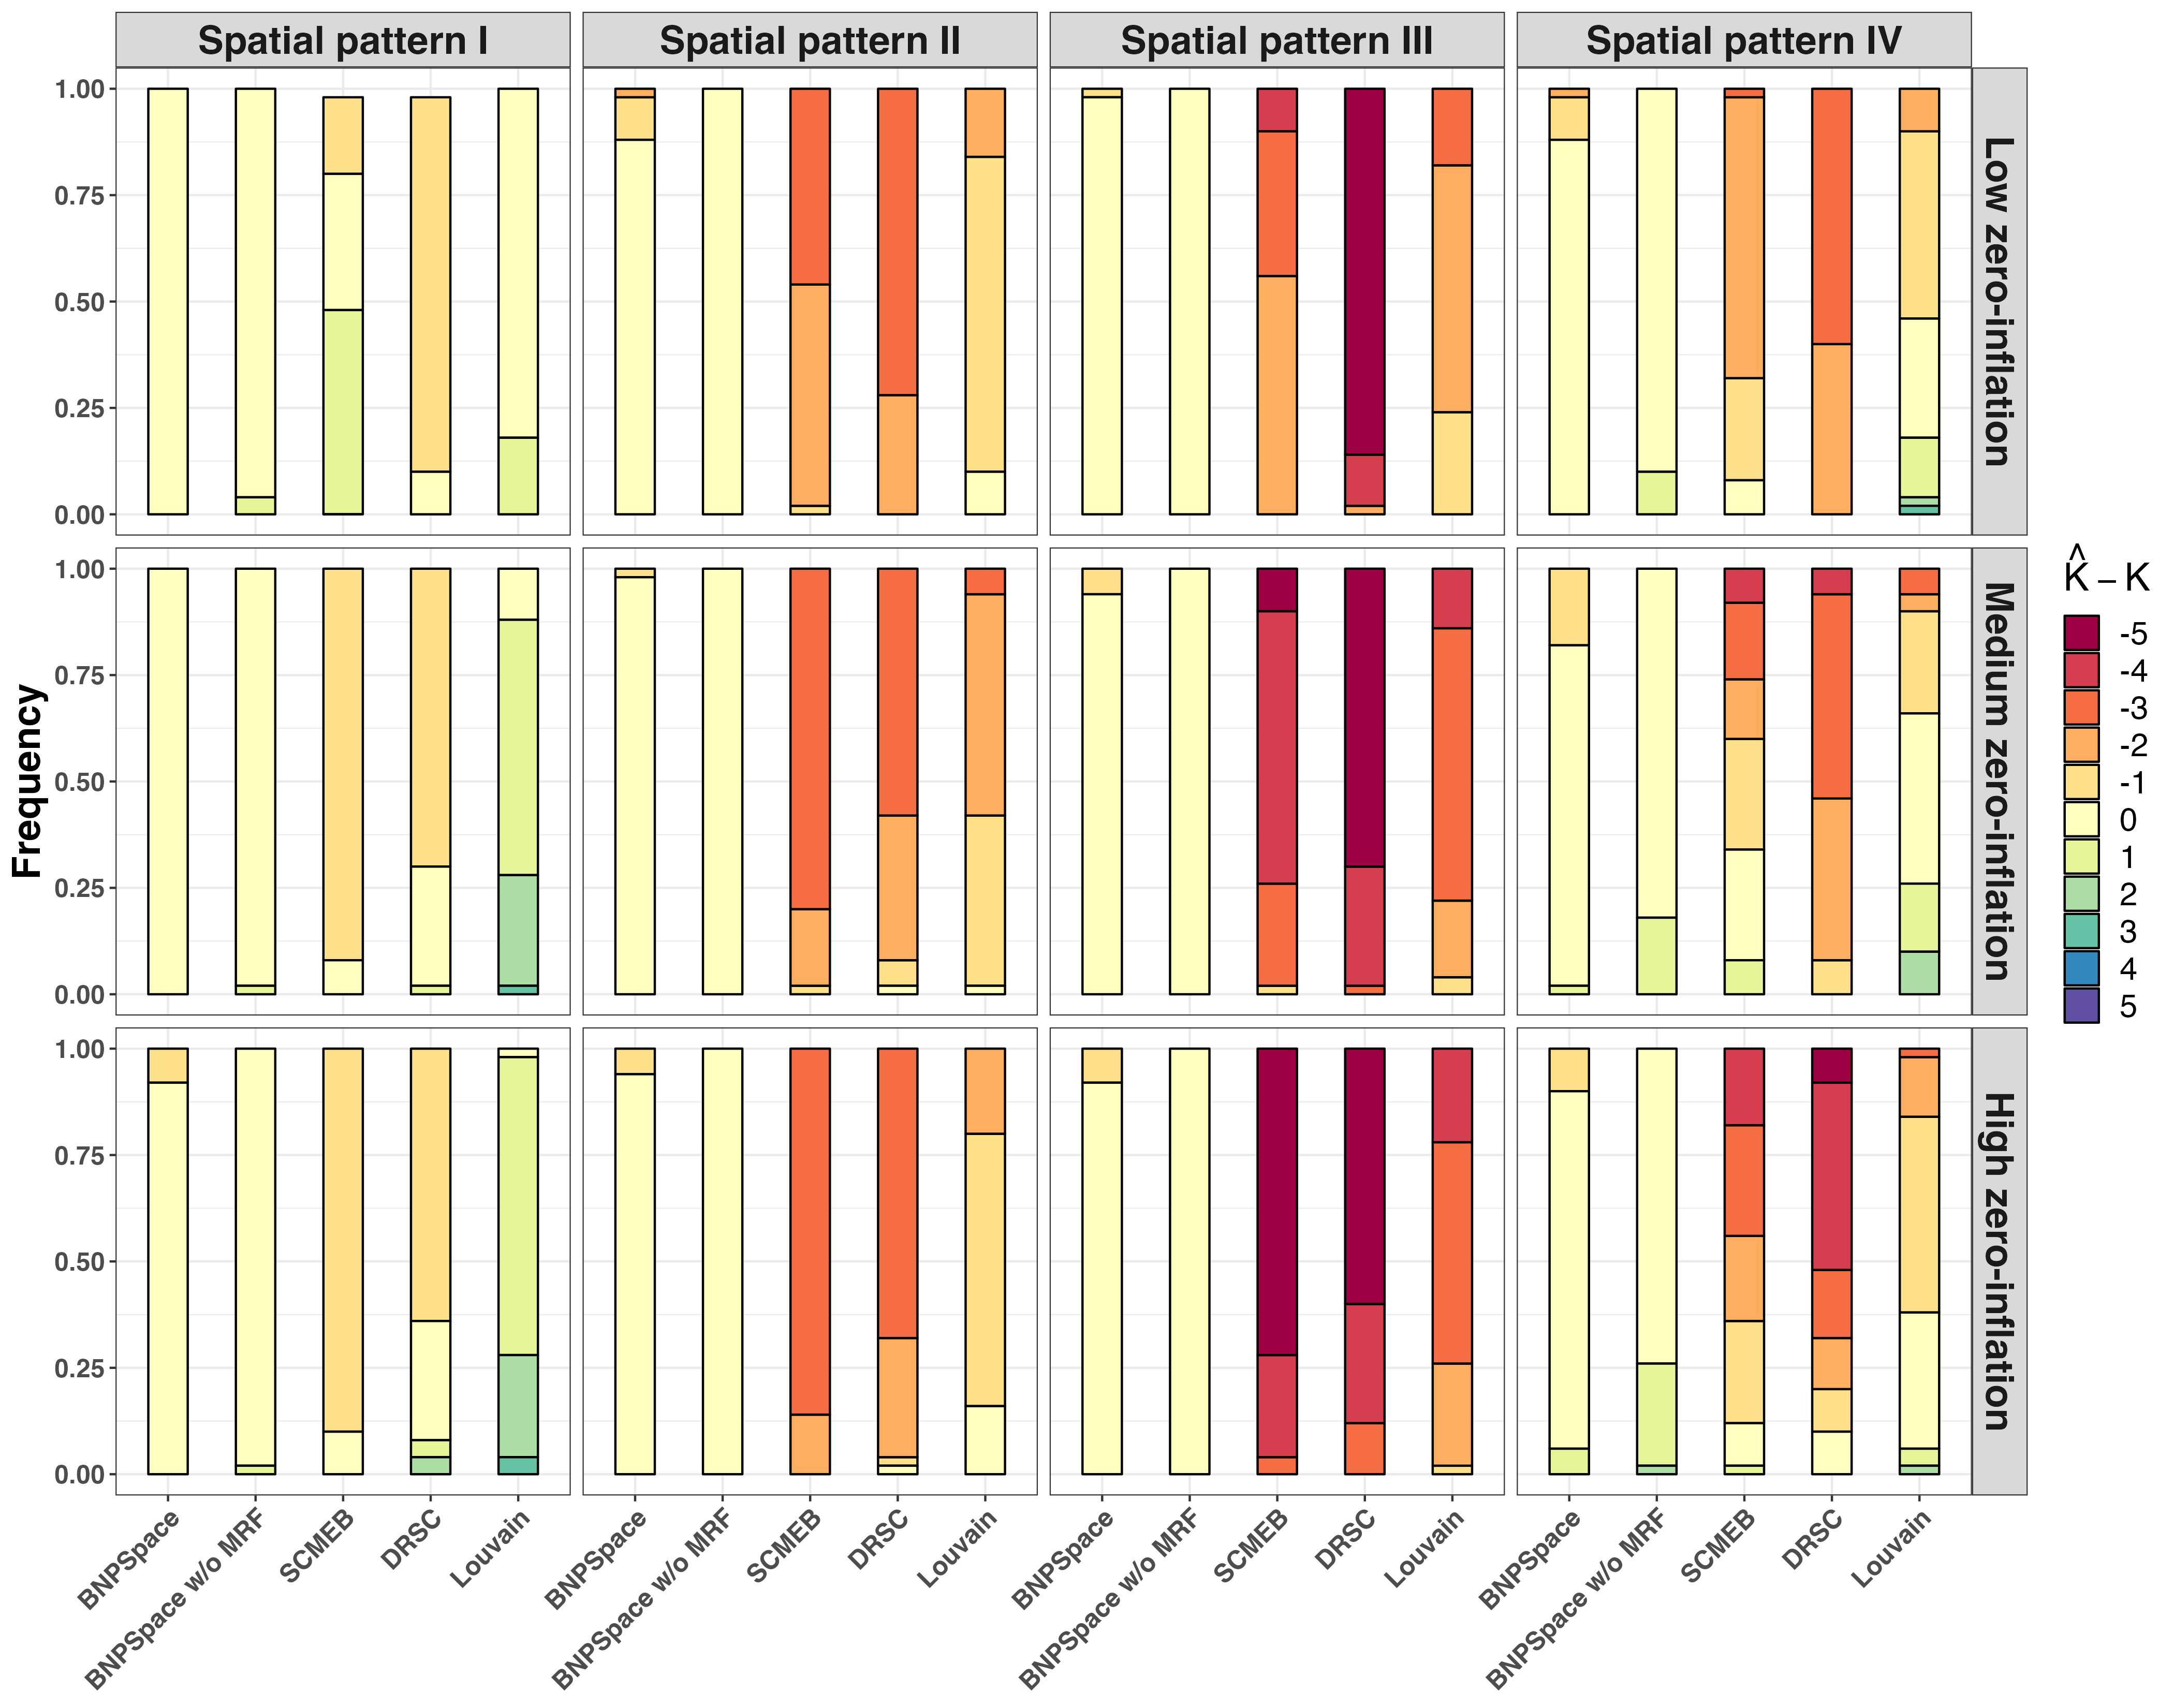 Spatial pattern I
Spatial pattern II
Spatial pattern III
Spatial pattern IV
Frequency
1.00
0.75
0.50
0.25
0.00
Low zero-inflation
1.00
0.75
0.50
0.25
0.00
Medium zero-inflation
1.00
0.75
0.50
0.25
0.00
High zero-inflation
BNPSpace
BNPSpace w/o MRF
SCMEB
DRSC
Louvain
BNPSpace
BNPSpace w/o MRF
SCMEB
DRSC
Louvain
BNPSpace
BNPSpace w/o MRF
SCMEB
DRSC
Louvain
BNPSpace
BNPSpace w/o MRF
SCMEB
DRSC
Louvain
K̂ – K
-5
-4
-3
-2
-1
0
1
2
3
4
5